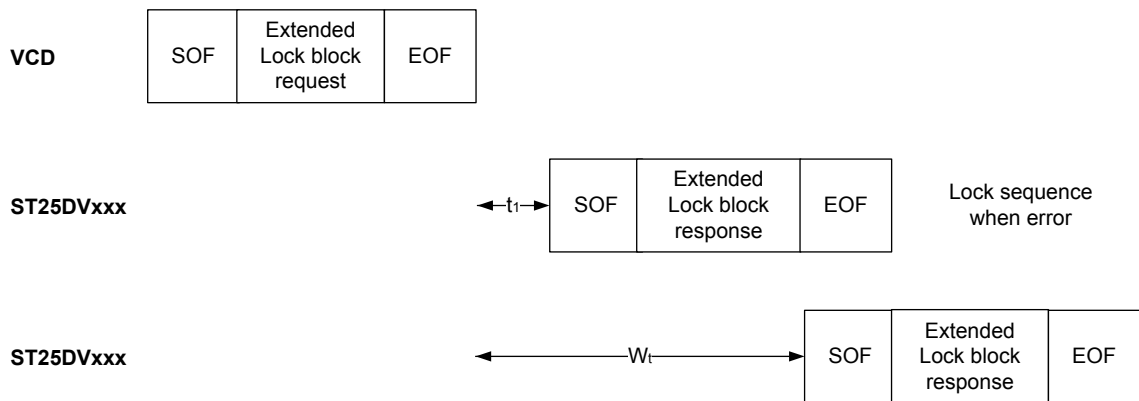 VCD
SOF
Extended
Lock block
request
EOF
ST25DVxxx
t1
SOF
Extended
Lock block
response
EOF
Lock sequence
when error
ST25DVxxx
Wt
SOF
Extended
Lock block
response
EOF